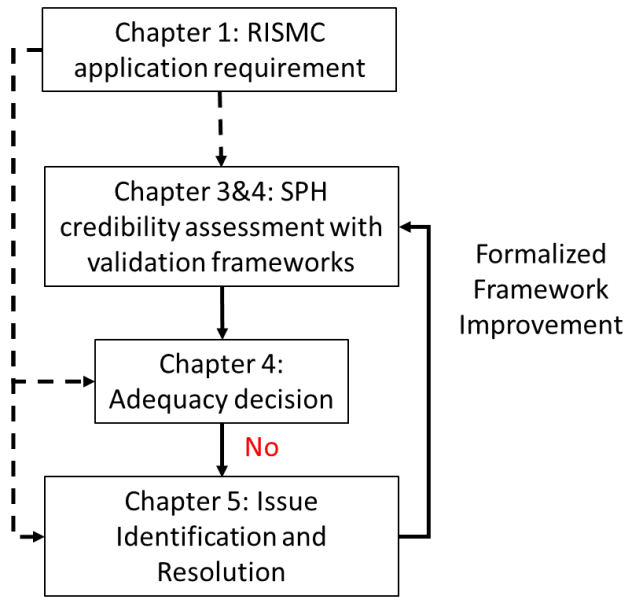 Chapter 1: RISMC
application requirement
Chapter 3&4: SPH
credibility assessment with
validation frameworks
Formalized
Framework
Improvement
Chapter 4:
Adequacy decision
No
Chapter 5: Issue
Identification and
Resolution